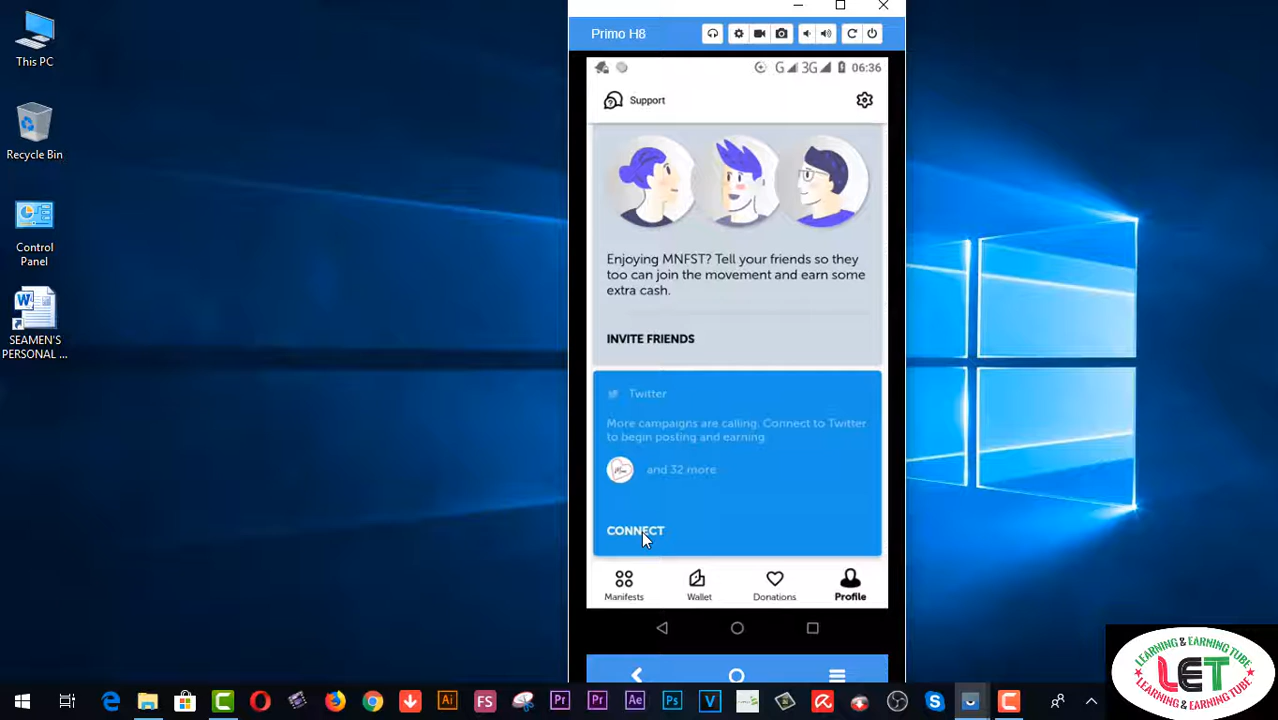 Primo H8
This PC
G 3G 06:36
Support
Recycle Bin
Enjoying MNFST? Tell your friends so they
too can join the movement and earn some
extra cash.
Control
Panel
INVITE FRIENDS
SEAMEN'S
PERSONAL ...
Twitter
More campaigns are calling. Connect to Twitter
to begin posting and earning
and 32 more
CONNECT
Manifests
Wallet
Donations
Profile
LEARNING & EARNING TUBE
LET
LEARNING & EARNING TUBE